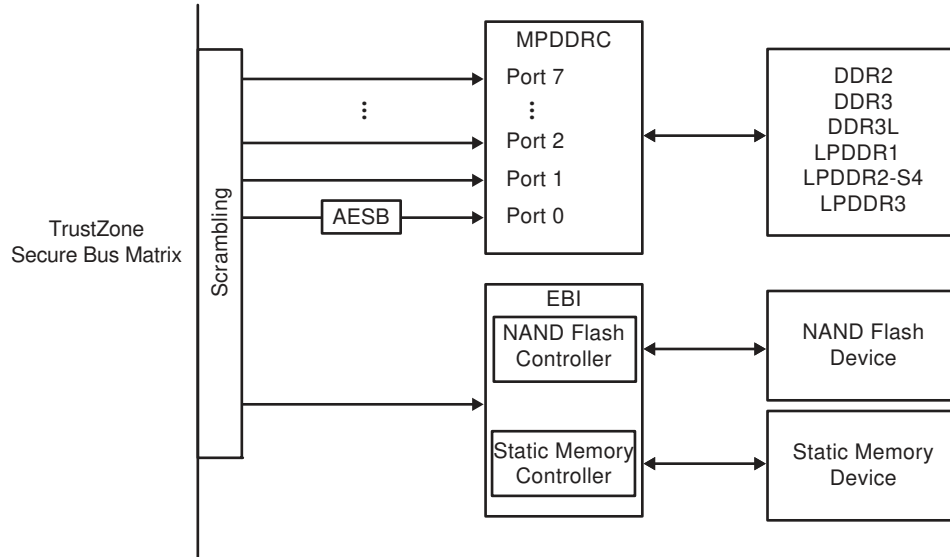 TrustZone
Secure Bus Matrix
Scrambling
AESB
MPDDRC
Port 7
Port 2
Port 1
Port 0
DDR2
DDR3
DDR3L
LPDDR1
LPDDR2-S4
LPDDR3
EBI
NAND Flash
Controller
Static Memory
Controller
NAND Flash
Device
Static Memory
Device